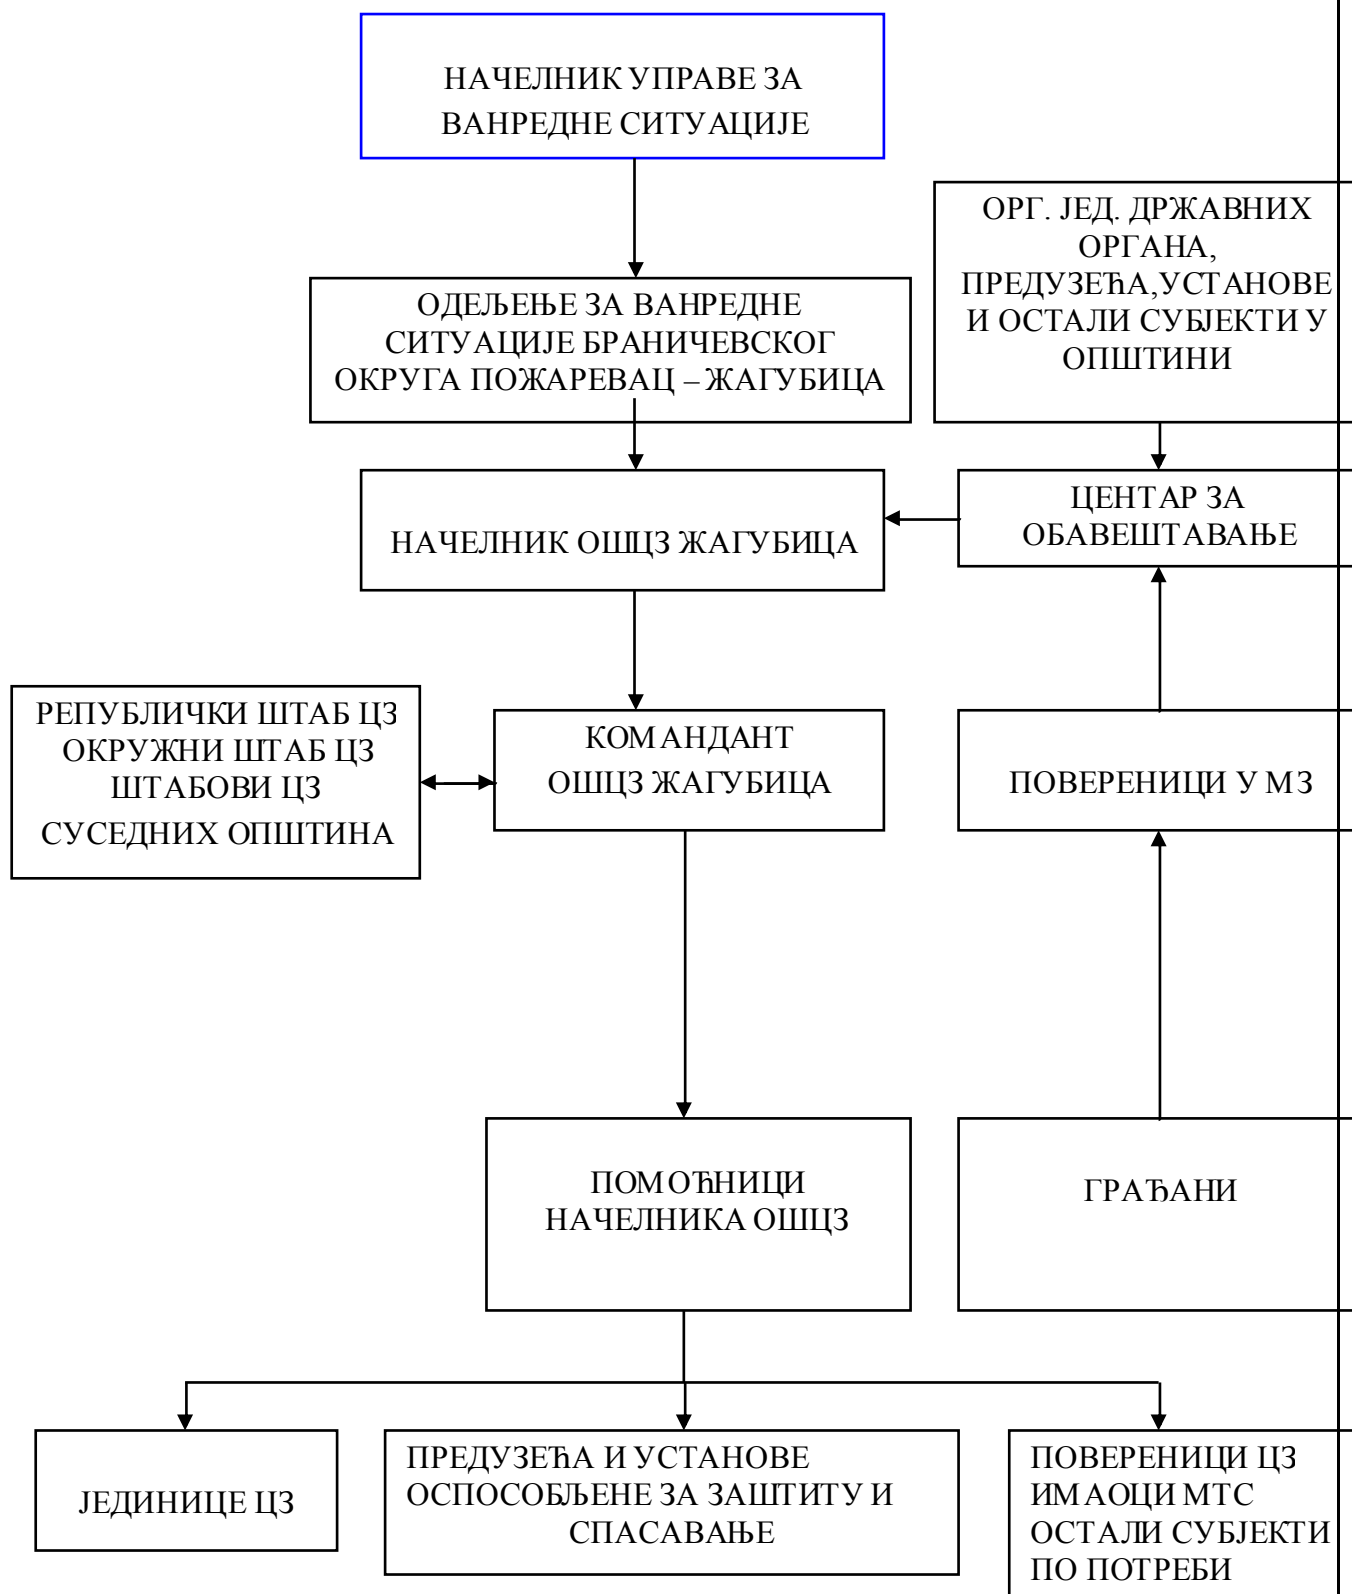 НАЧЕЛНИК УПРАВЕ ЗА
ВАНРЕДНЕ СИТУАЦИЈЕ
ОРГ. ЈЕД. ДРЖАВНИХ
ОРГАНА,
ПРЕДУЗЕЋА,УСТАНОВЕ
И ОСТАЛИ СУБЈЕКТИ У
ОПШТИНИ
ОДЕЉЕЊЕ ЗА ВАНРЕДНЕ
СИТУАЦИЈЕ БРАНИЧЕВСКОГ
ОКРУГА ПОЖАРЕВАЦ – ЖАГУБИЦА
НАЧЕЛНИК ОШЦЗ ЖАГУБИЦА
ЦЕНТАР ЗА
ОБАВЕШТАВАЊЕ
РЕПУБЛИЧКИ ШТАБ ЦЗ
ОКРУЖНИ ШТАБ ЦЗ
ШТАБОВИ ЦЗ
СУСЕДНИХ ОПШТИНА
КОМАНДАНТ
ОШЦЗ ЖАГУБИЦА
ПОВЕРЕНИЦИ У МЗ
ПОМОЋНИЦИ
НАЧЕЛНИКА ОШЦЗ
ГРАЂАНИ
ЈЕДИНИЦЕ ЦЗ
ПРЕДУЗЕЋА И УСТАНОВЕ
ОСПОСОБЉЕНЕ ЗА ЗАШТИТУ И
СПАСАВАЊЕ
ПОВЕРЕНИЦИ ЦЗ
ИМАОЦИ МТС
ОСТАЛИ СУБЈЕКТИ
ПО ПОТРЕБИ